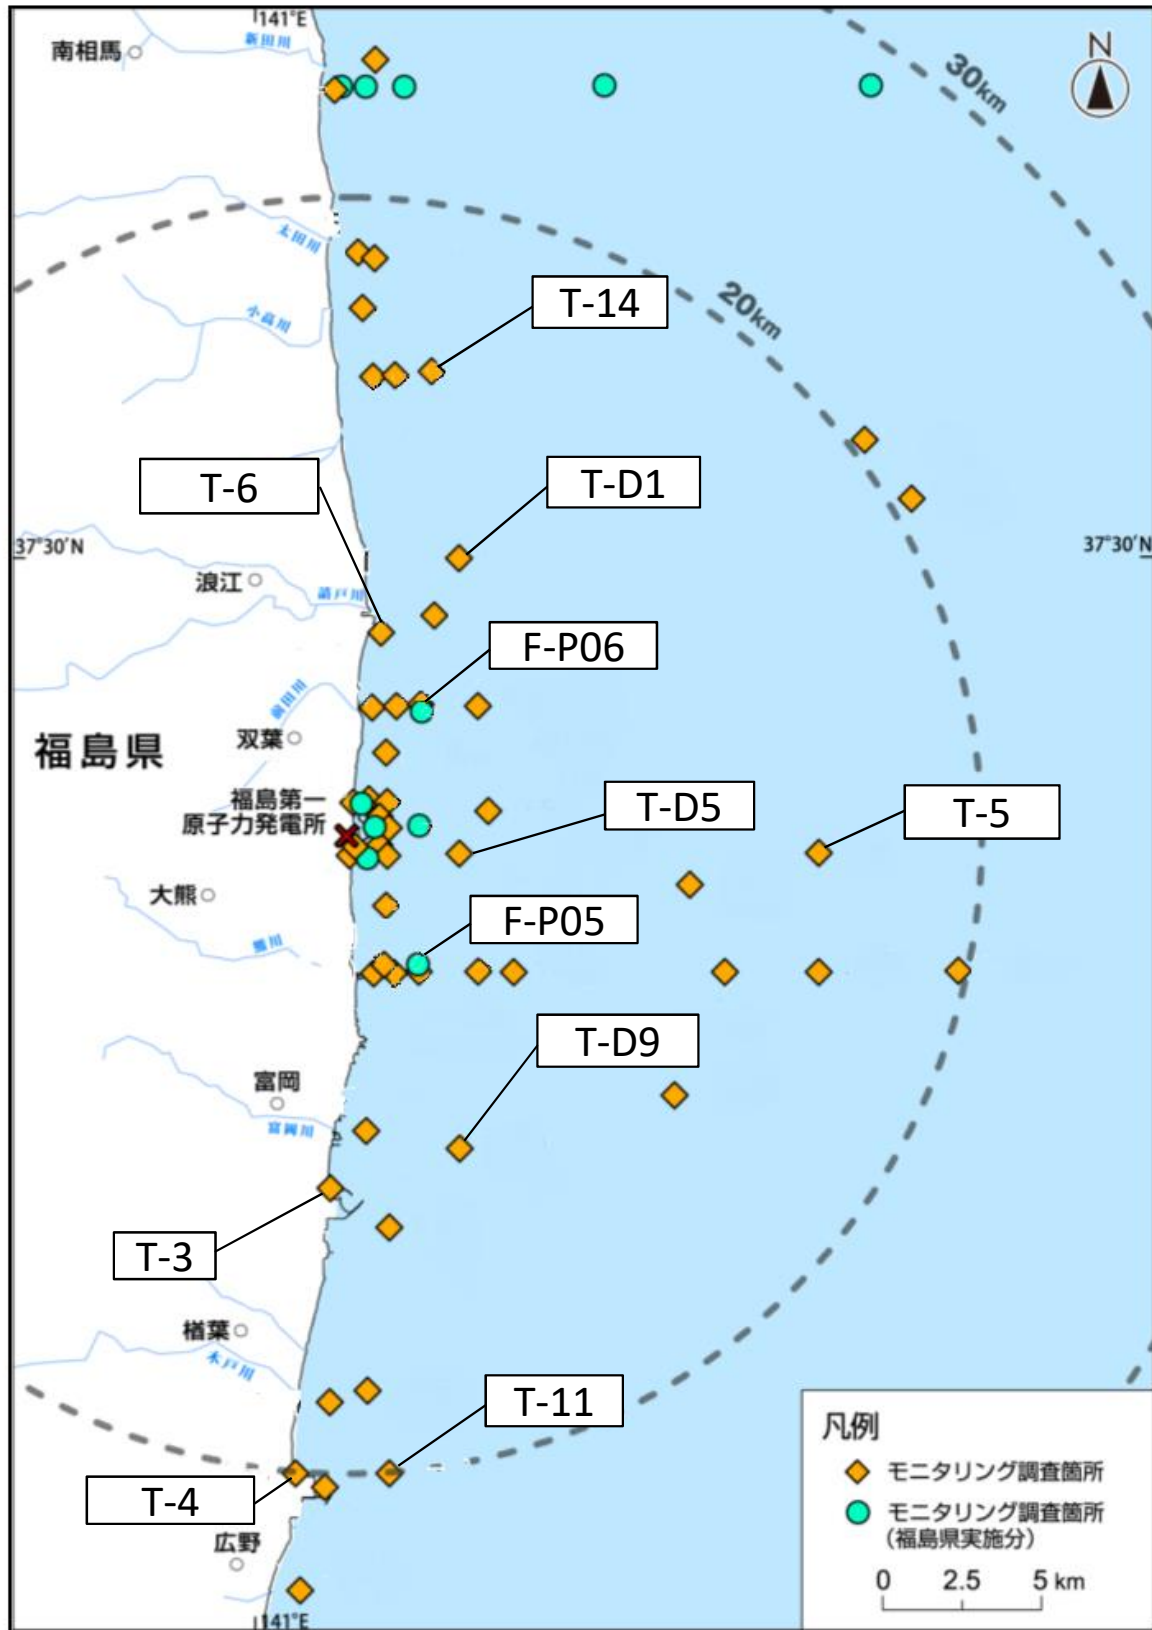 141°E
南相馬
新田川
N
30km
太田川
小高川
20km
T-14
T-6
T-D1
37°30′N
37°30′N
浪江
請戸川
F-P06
前田川
双葉
福島県
福島第一
原子力発電所
T-D5
T-5
大熊
熊川
F-P05
T-D9
富岡
富岡川
T-3
楢葉
木戸川
T-11
T-4
広野
141°E
凡例
モニタリング調査箇所
モニタリング調査箇所
(福島県実施分)
0 2.5 5 km